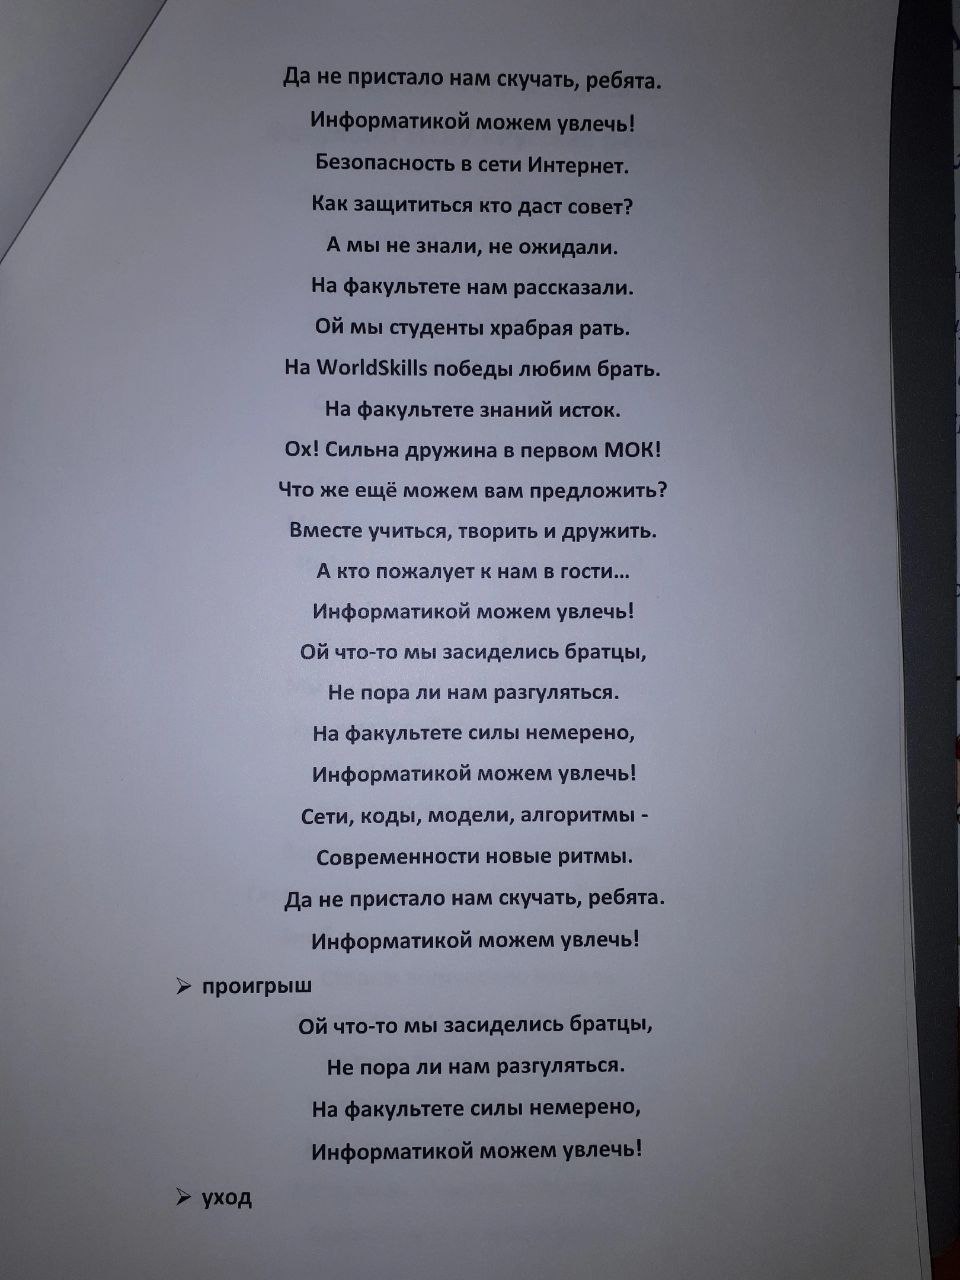 Да не пристало нам скучать, ребята.
Информатикой можем увлечь!
Безопасность в сети Интернет.
Как защититься кто даст совет?
А мы не знали, не ожидали.
На факультете нам рассказали.
Ой мы студенты храбрая рать.
На WorldSkills победы любим брать.
На факультете знаний исток.
Ох! Сильна дружина в первом МОК!
Что же ещё можем вам предложить?
Вместе учиться, творить и дружить.
А кто пожалует к нам в гости...
Информатикой можем увлечь!
Ой что-то мы засиделись братцы,
Не пора ли нам разгуляться.
На факультете силы немерено,
Информатикой можем увлечь!
Сети, коды, модели, алгоритмы -
Современности новые ритмы.
Да не пристало нам скучать, ребята.
Информатикой можем увлечь!
➢ проигрыш
Ой что-то мы засиделись братцы,
Не пора ли нам разгуляться.
На факультете силы немерено,
Информатикой можем увлечь!
➢ уход